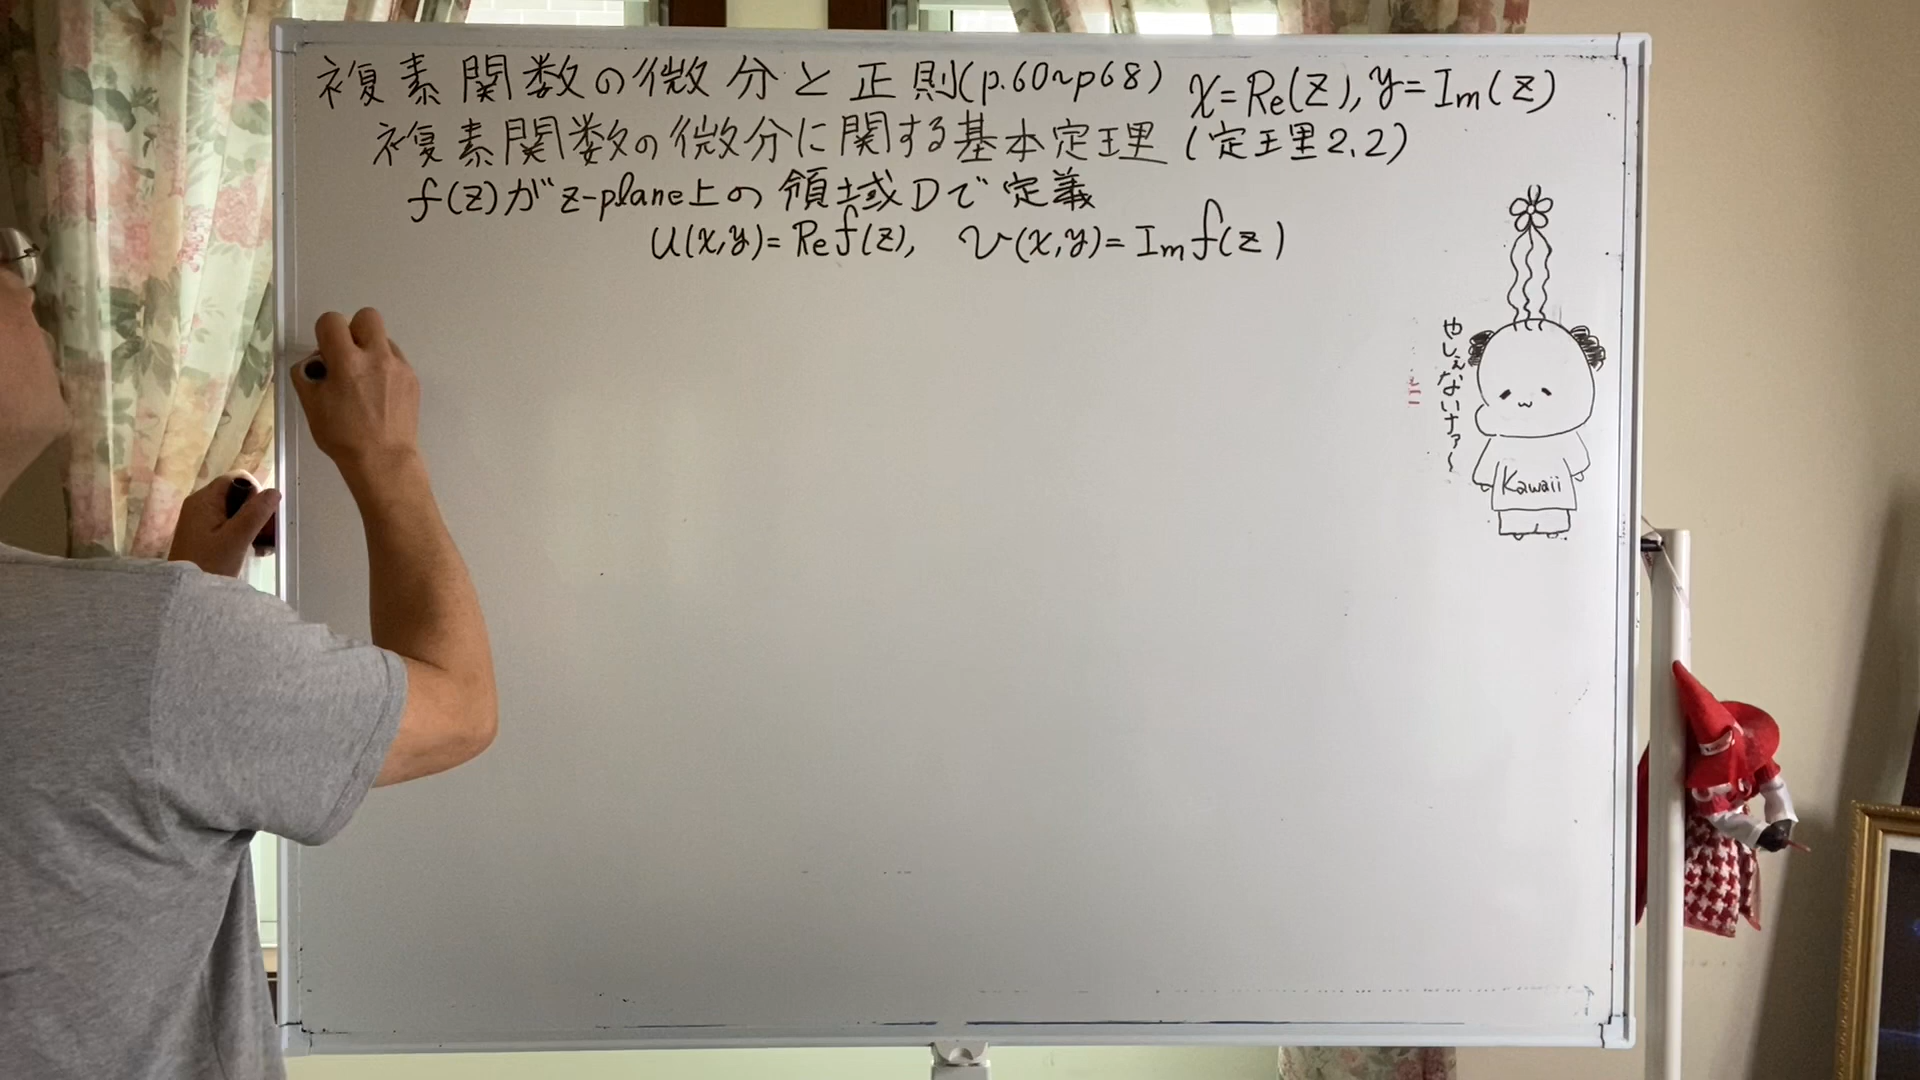 複素関数の微分と正則(p.60~p68) x=Re(z), y=Im(z)
複素関数の微分に関する基本定理(定理2.2)
f(z)がz-plane上の領域Dで定義
u(x,y)=Re f(z), v(x,y)=Im f(z)
やしぇないナァ~
Kawaii